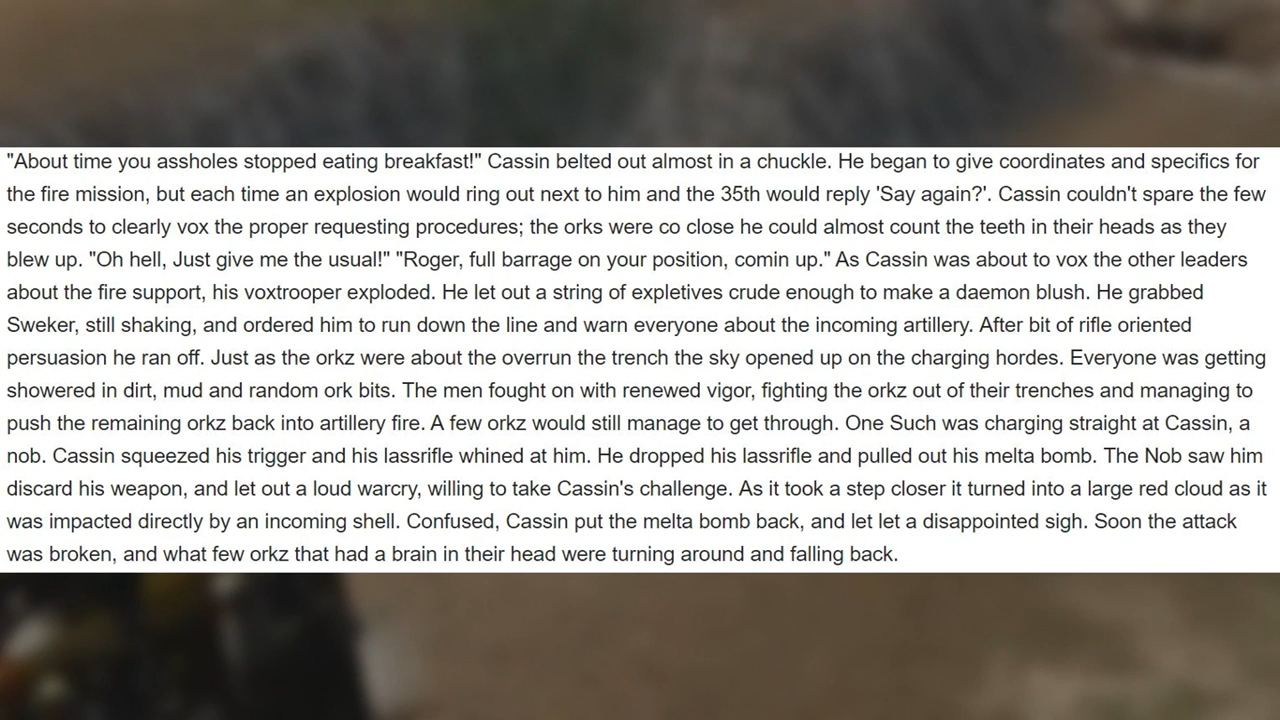 "About time you assholes stopped eating breakfast!" Cassin belted out almost in a chuckle. He began to give coordinates and specifics for
the fire mission, but each time an explosion would ring out next to him and the 35th would reply 'Say again?'. Cassin couldn't spare the few
seconds to clearly vox the proper requesting procedures; the orks were co close he could almost count the teeth in their heads as they
blew up. "Oh hell, Just give me the usual!" "Roger, full barrage on your position, comin up." As Cassin was about to vox the other leaders
about the fire support, his voxtrooper exploded. He let out a string of expletives crude enough to make a daemon blush. He grabbed
Sweker, still shaking, and ordered him to run down the line and warn everyone about the incoming artillery. After bit of rifle oriented
persuasion he ran off. Just as the orkz were about the overrun the trench the sky opened up on the charging hordes. Everyone was getting
showered in dirt, mud and random ork bits. The men fought on with renewed vigor, fighting the orkz out of their trenches and managing to
push the remaining orkz back into artillery fire. A few orkz would still manage to get through. One Such was charging straight at Cassin, a
nob. Cassin squeezed his trigger and his lassrifle whined at him. He dropped his lassrifle and pulled out his melta bomb. The Nob saw him
discard his weapon, and let out a loud warcry, willing to take Cassin's challenge. As it took a step closer it turned into a large red cloud as it
was impacted directly by an incoming shell. Confused, Cassin put the melta bomb back, and let let a disappointed sigh. Soon the attack
was broken, and what few orkz that had a brain in their head were turning around and falling back.